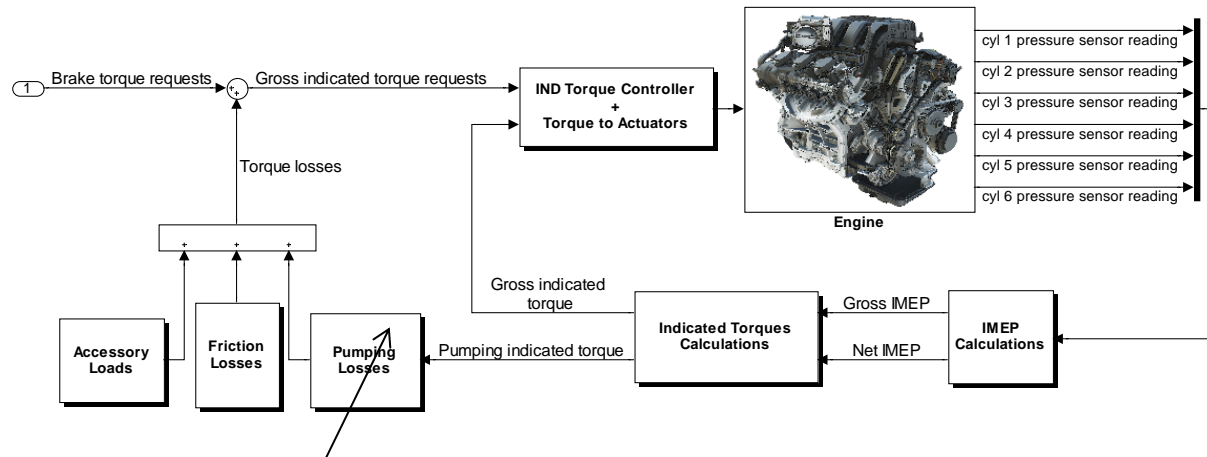 1
Brake torque requests
Gross indicated torque requests
Torque losses
IND Torque Controller
+
Torque to Actuators
Engine
cyl 1 pressure sensor reading
cyl 2 pressure sensor reading
cyl 3 pressure sensor reading
cyl 4 pressure sensor reading
cyl 5 pressure sensor reading
cyl 6 pressure sensor reading
Accessory
Loads
Friction
Losses
Pumping
Losses
Gross indicated
torque
Pumping indicated torque
Indicated Torques
Calculations
Gross IMEP
Net IMEP
IMEP
Calculations